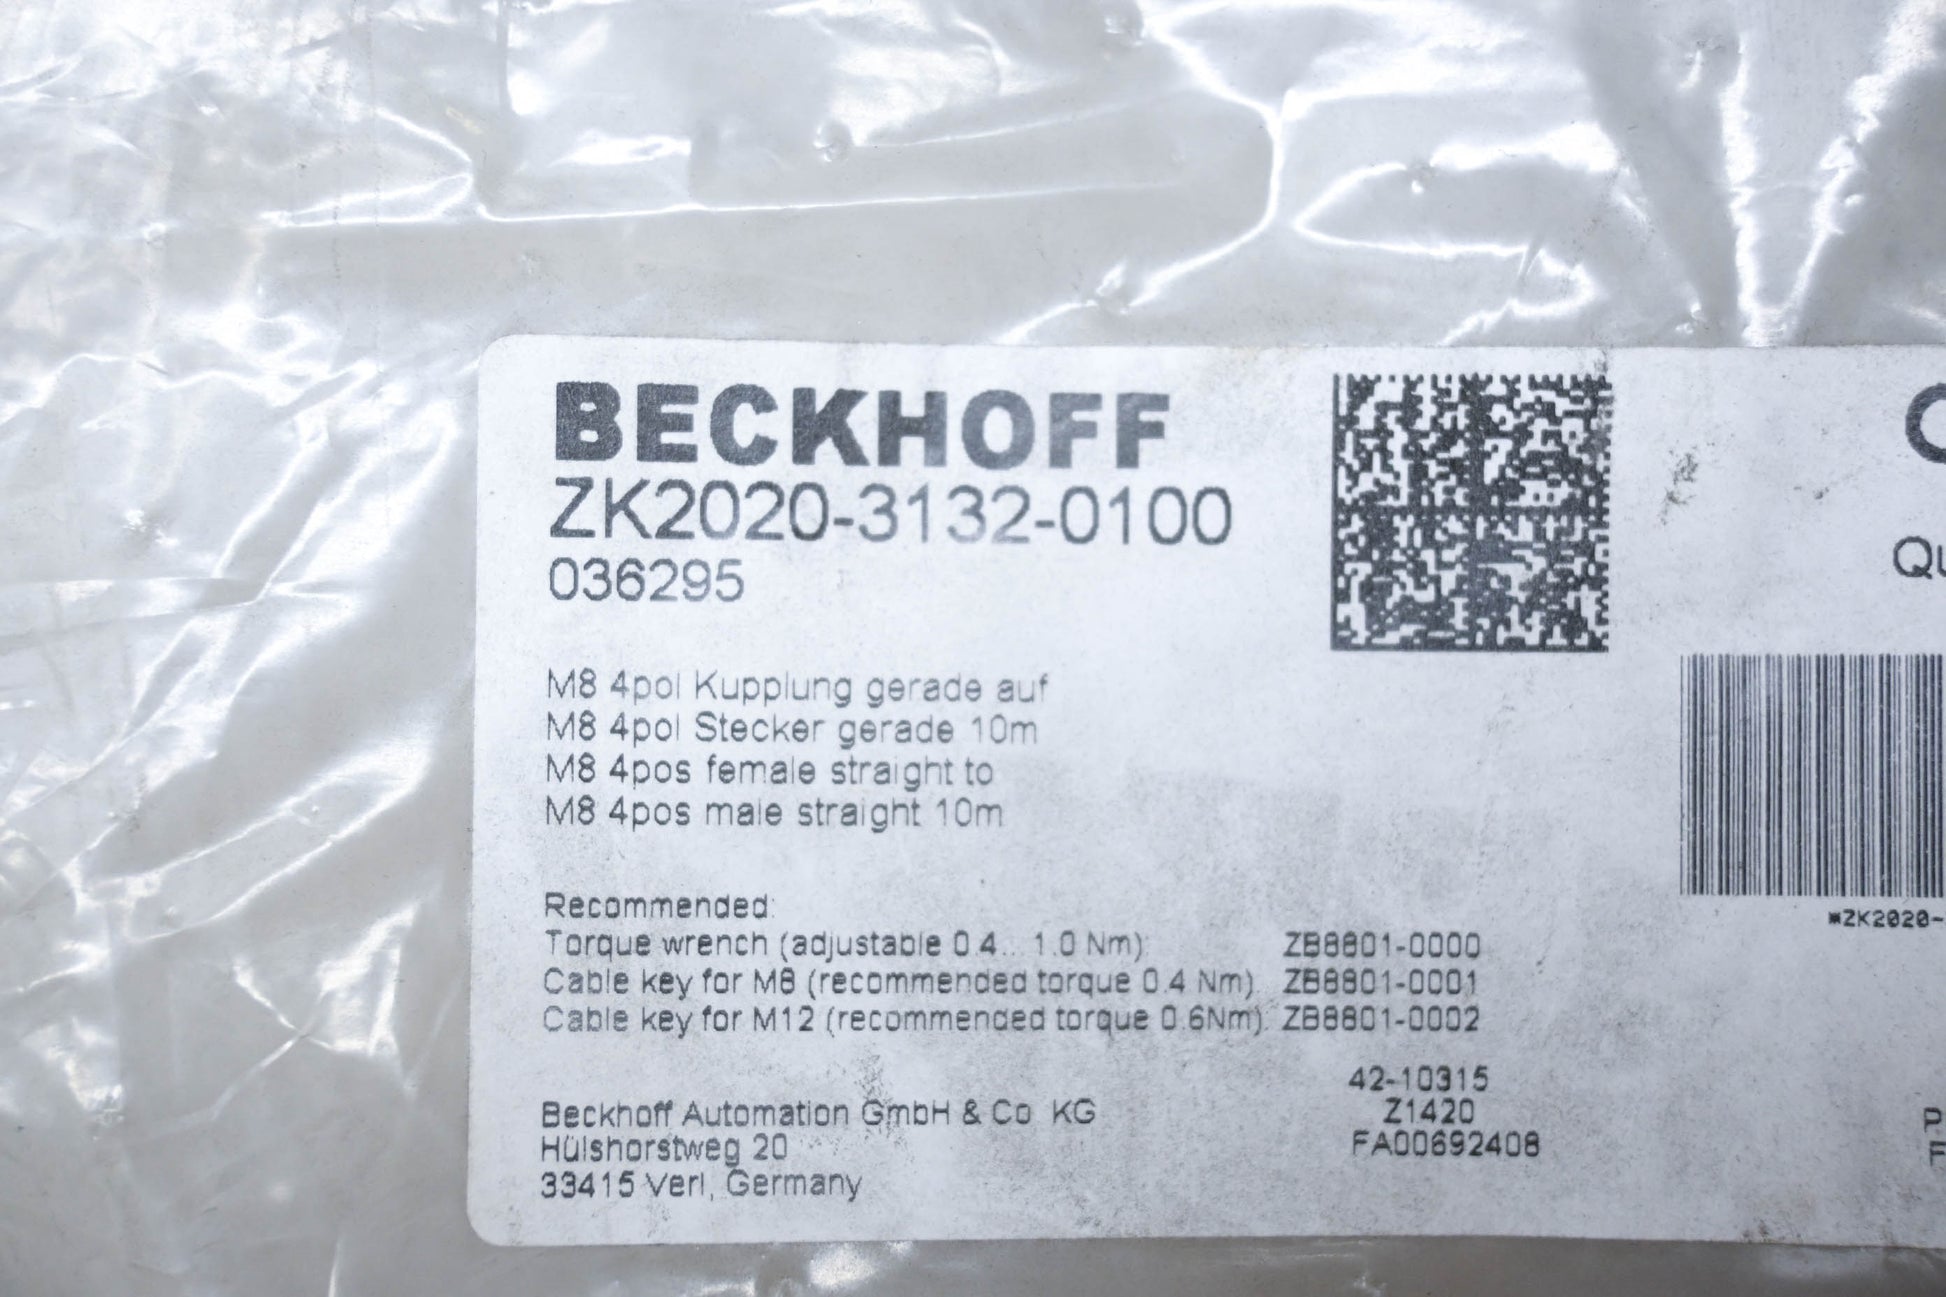 BECKHOFF
ZK2020-3132-0100
036295
M8 4pol Kupplung gerade auf
M8 4pol Stecker gerade 10m
M8 4pos female straight to
M8 4pos male straight 10m
Recommended:
Torque wrench (adjustable 0.4... 1.0 Nm): ZB8801-0000
Cable key for M8 (recommended torque 0.4 Nm): ZB8801-0001
Cable key for M12 (recommended torque 0.6Nm): ZB8801-0002
42-10315
Z1420
FA00692408
Beckhoff Automation GmbH & Co KG
Hülshorstweg 20
33415 Verl, Germany
*ZK2020-